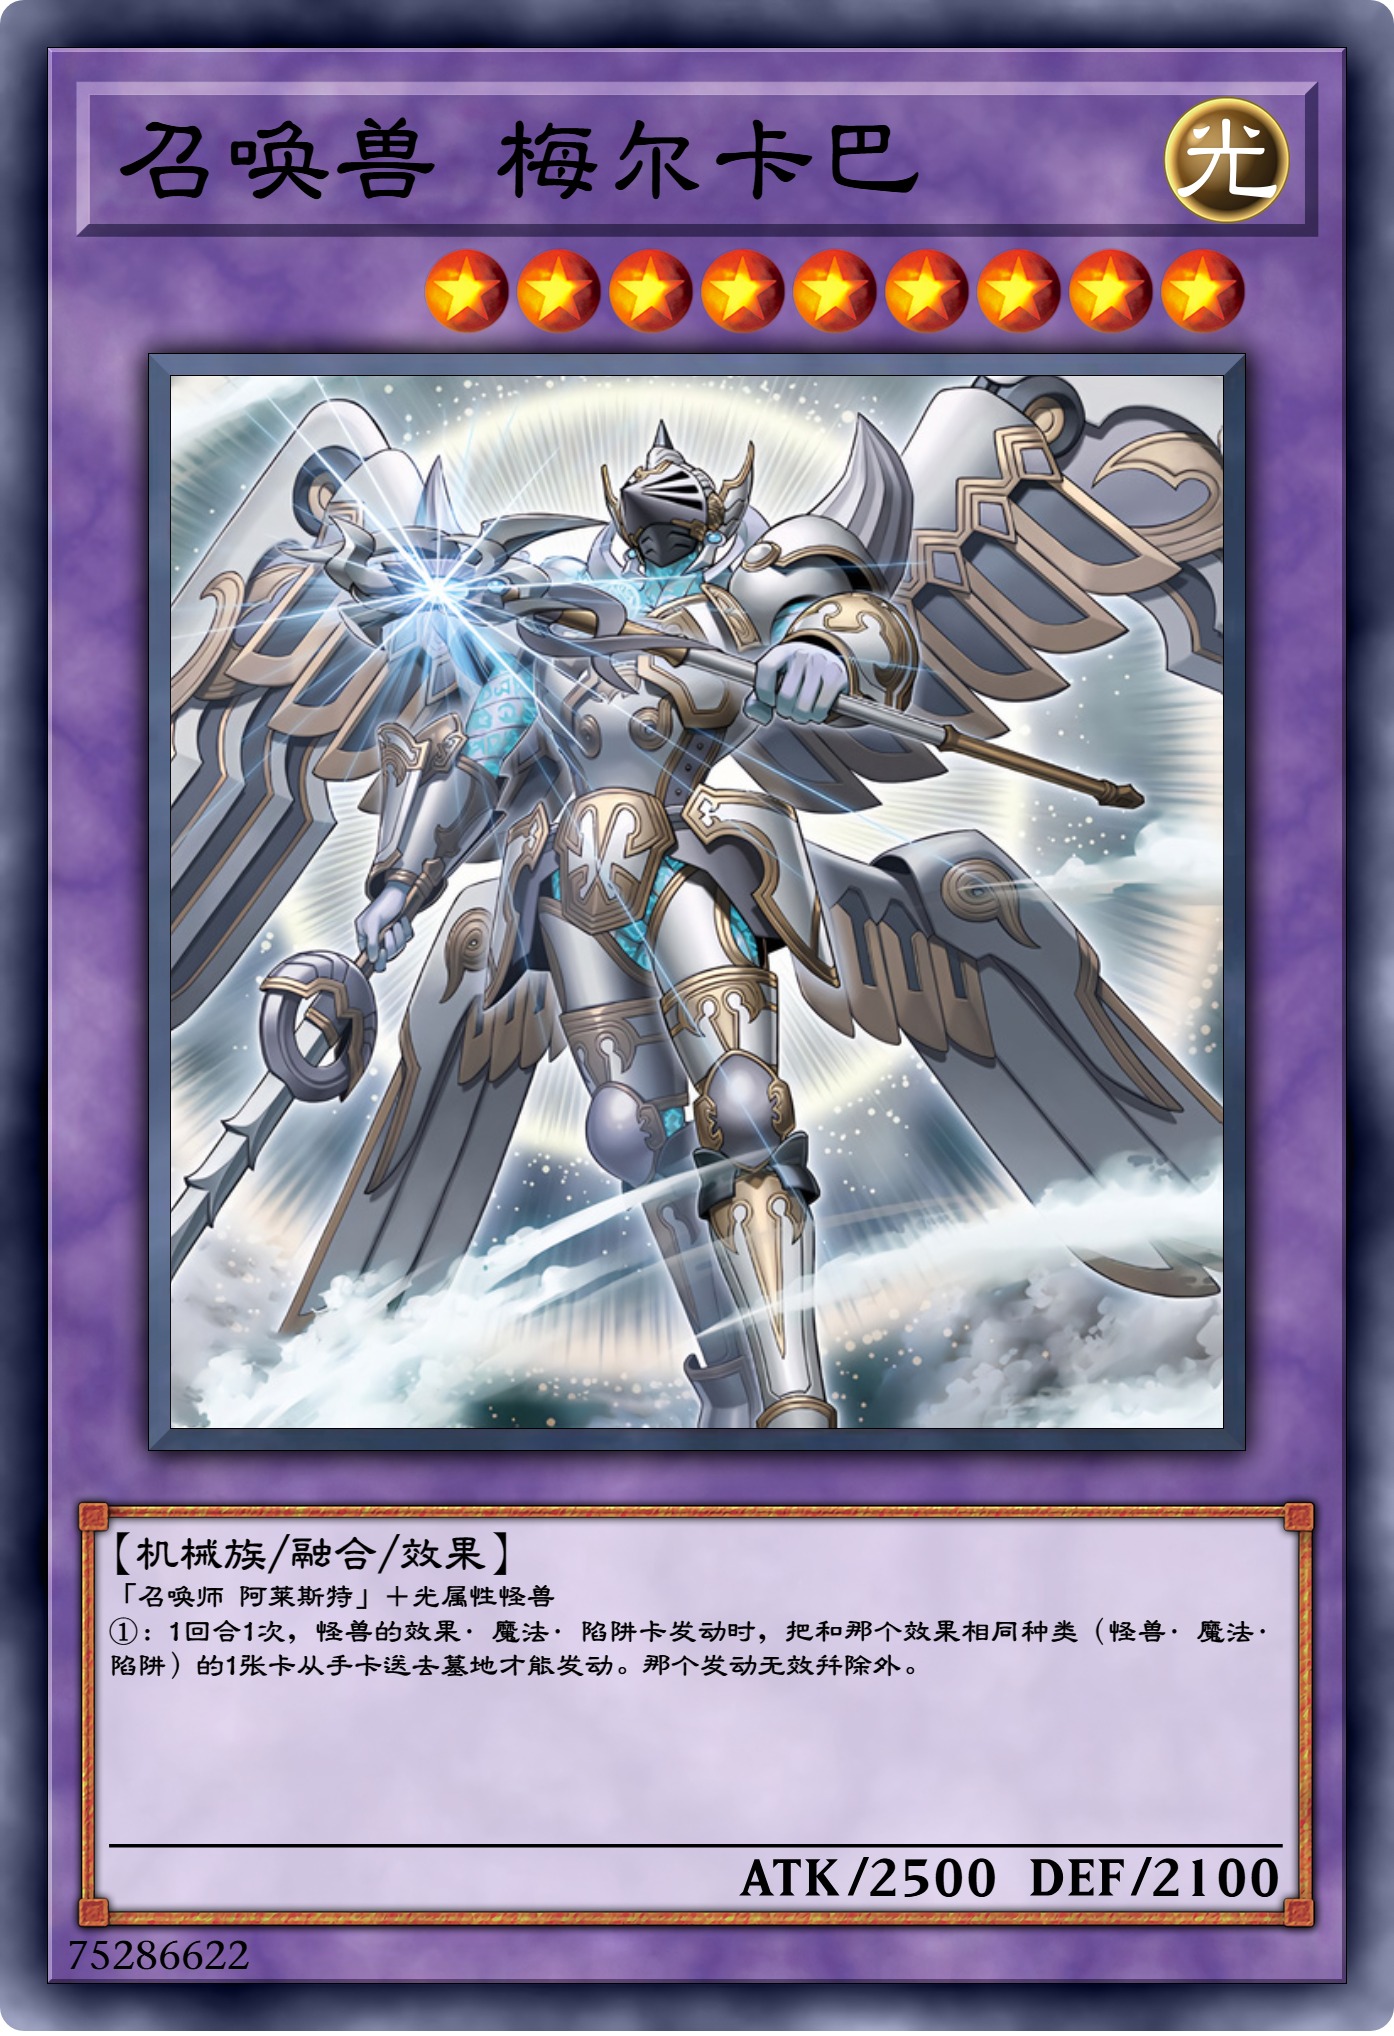 召唤兽 梅尔卡巴
光
【机械族/融合/效果】
「召唤师 阿莱斯特」＋光属性怪兽
①：1回合1次，怪兽的效果·魔法·陷阱卡发动时，把和那个效果相同种类（怪兽·魔法·
陷阱）的1张卡从手卡送去墓地才能发动。那个发动无效并除外。
ATK/2500 DEF/2100
75286622